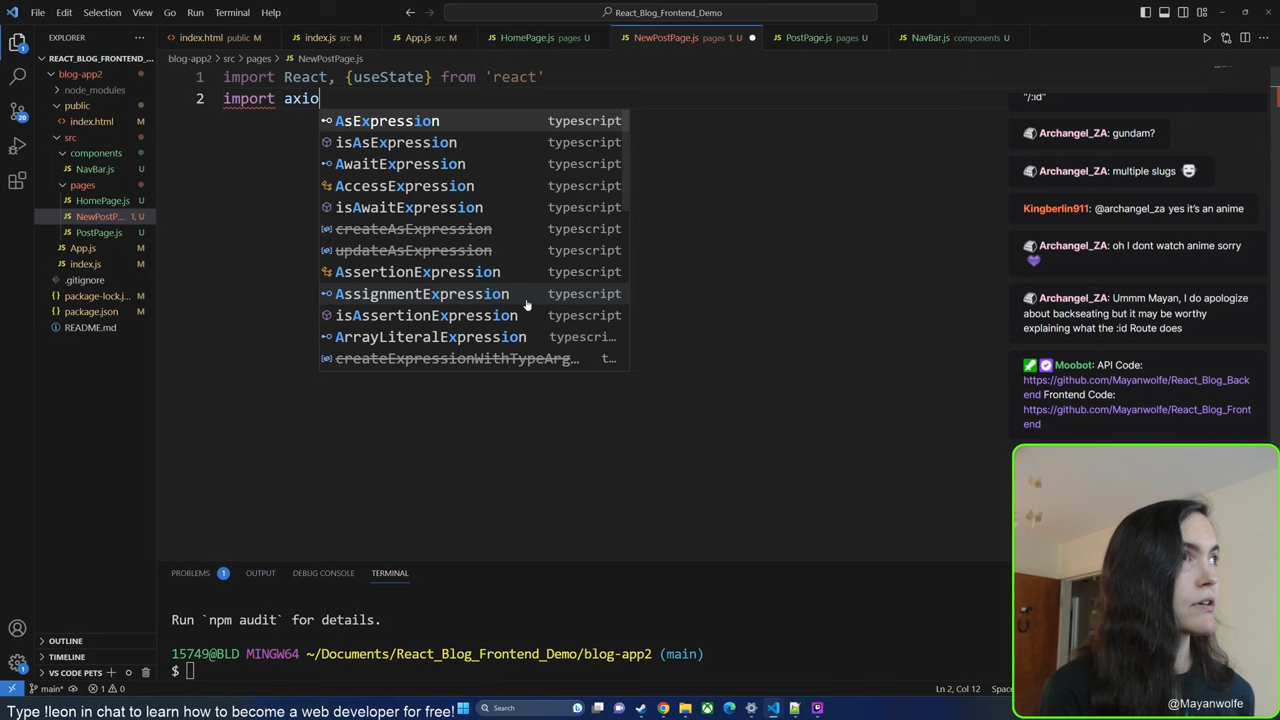 File Edit Selection View Go Run Terminal Help
React_Blog_Frontend_Demo
EXPLORER
index.html public M
index.js src M
App.js M
HomePage.js pages U
NewPostPage.js pages 1, U
PostPage.js pages U
NavBar.js components U
blog-app2 > src > pages > NewPostPage.js
REACT_BLOG_FRONTEND_...
blog-app2
node_modules
public
index.html U
src
components
NavBar.js U
pages
HomePage.js U
NewPostP... 1, U
PostPage.js U
App.js M
index.js M
.gitignore
package-lock.j... M
package.json M
README.md
OUTLINE
TIMELINE
VS CODE PETS
1 import React, {useState} from 'react'
2 import axio
AsExpression typescript
isAsExpression typescript
AwaitExpression typescript
AccessExpression typescript
isAwaitExpression typescript
createAsExpression typescript
updateAsExpression typescript
AssertionExpression typescript
AssignmentExpression typescript
isAssertionExpression typescript
ArrayLiteralExpression typescri...
createExpressionWithTypeArg... t...
PROBLEMS 1 OUTPUT DEBUG CONSOLE TERMINAL
Run `npm audit` for details.
15749@BLD MINGW64 ~/Documents/React_Blog_Frontend_Demo/blog-app2 (main)
$
"/:id"
Archangel_ZA: gundam?
Archangel_ZA: multiple slugs
Kingberlin911: @archangel_za yes it's an anime
Archangel_ZA: oh I dont watch anime sorry
Archangel_ZA: Ummm Mayan, I do apologize
about backseating but it may be worthy
explaining what the :id Route does
Moobot: API Code:
https://github.com/Mayanwolfe/React_Blog_Back
end Frontend Code:
https://github.com/Mayanwolfe/React_Blog_Front
end
main* 1 0
Ln 2, Col 12 Spac
Type !leon in chat to learn how to become a web developer for free!
Search
@Mayanwolfe